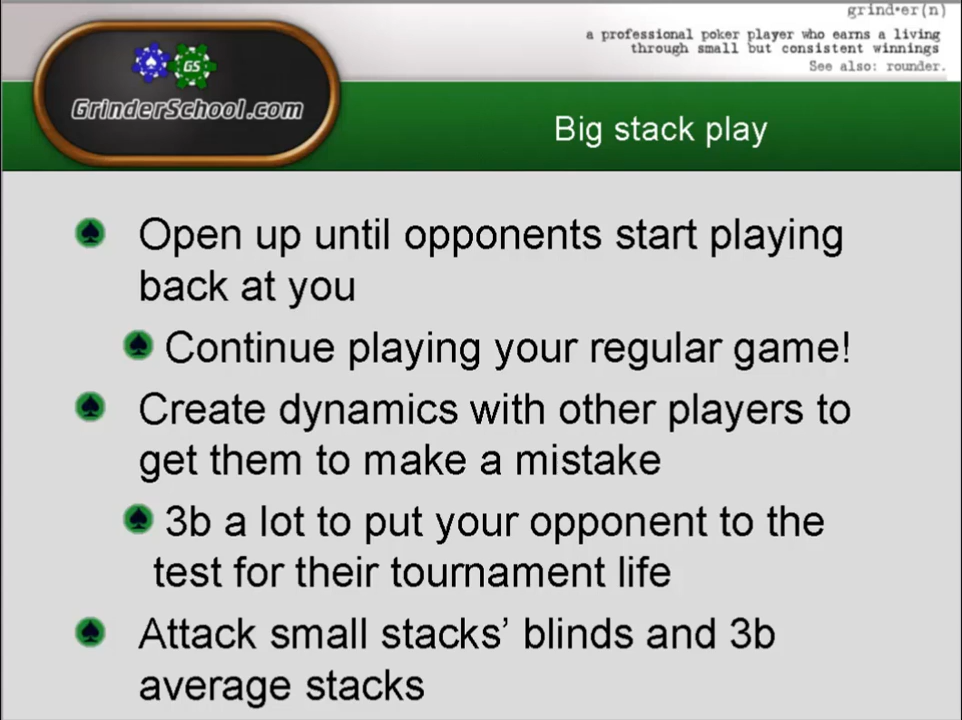 grind•er(n)
a professional poker player who earns a living
through small but consistent winnings
See also: rounder.
GS
GrinderSchool.com
Big stack play
Open up until opponents start playing
back at you
Continue playing your regular game!
Create dynamics with other players to
get them to make a mistake
3b a lot to put your opponent to the
test for their tournament life
Attack small stacks’ blinds and 3b
average stacks